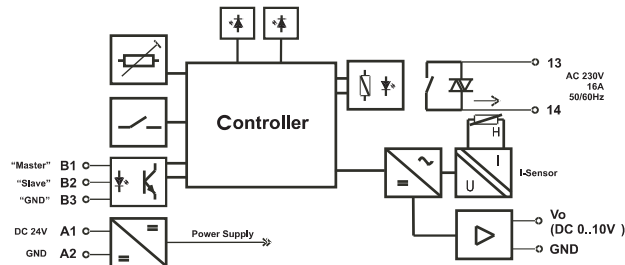 13
AC 230V
16A
50/60Hz
14
Controller
H
I
U
I-Sensor
"Master" B1
"Slave" B2
"GND" B3
DC 24V A1
GND A2
Power Supply
Vo
(DC 0..10V )
GND